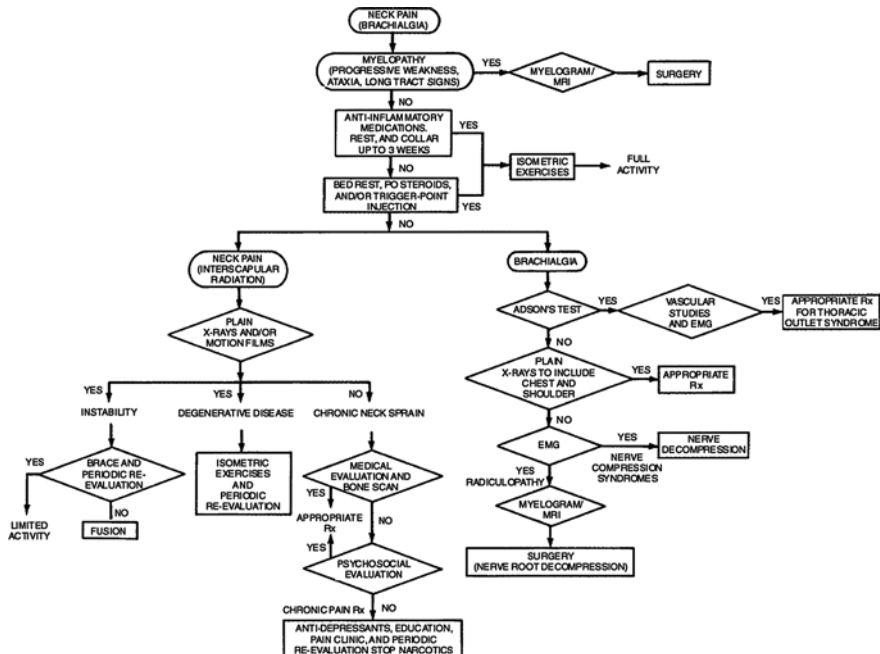 NECK PAIN
(BRACHIALGIA)
MYELOPATHY
(PROGRESSIVE WEAKNESS,
ATAXIA, LONG TRACT SIGNS)
YES
MYELOGRAM/
MRI
SURGERY
NO
ANTI-INFLAMMATORY
MEDICATIONS.
REST, AND COLLAR
UP TO 3 WEEKS
YES
ISOMETRIC
EXERCISES
FULL
ACTIVITY
NO
BED REST, PO STEROIDS,
AND/OR TRIGGER-POINT
INJECTION
YES
NO
NECK PAIN
(INTERSCAPULAR
RADIATION)
PLAIN
X-RAYS AND/OR
MOTION FILMS
YES
INSTABILITY
YES
DEGENERATIVE DISEASE
NO
CHRONIC NECK SPRAIN
BRACE AND
PERIODIC RE-
EVALUATION
YES
LIMITED
ACTIVITY
NO
FUSION
ISOMETRIC
EXERCISES
AND
PERIODIC
RE-EVALUATION
MEDICAL
EVALUATION AND
BONE SCAN
YES
APPROPRIATE
Rx
YES
NO
PSYCHOSOCIAL
EVALUATION
CHRONIC PAIN Rx
NO
ANTI-DEPRESSANTS, EDUCATION,
PAIN CLINIC, AND PERIODIC
RE-EVALUATION STOP NARCOTICS
BRACHIALGIA
ADSON'S TEST
YES
VASCULAR
STUDIES
AND EMG
YES
APPROPRIATE Rx
FOR THORACIC
OUTLET SYNDROME
NO
PLAIN
X-RAYS TO INCLUDE
CHEST AND
SHOULDER
YES
APPROPRIATE
Rx
NO
EMG
YES
NERVE
COMPRESSION
SYNDROMES
NERVE
DECOMPRESSION
YES
RADICULOPATHY
MYELOGRAM/
MRI
SURGERY
(NERVE ROOT DECOMPRESSION)